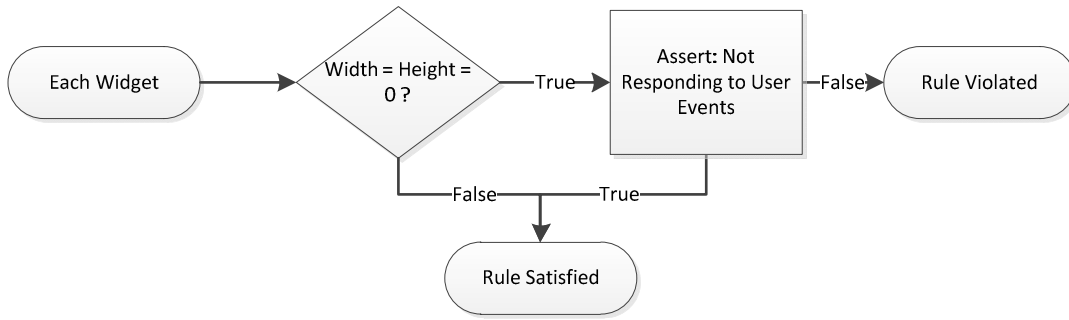 Each Widget
Width = Height =
0 ?
True
Assert: Not
Responding to User
Events
False
Rule Violated
False
True
Rule Satisfied